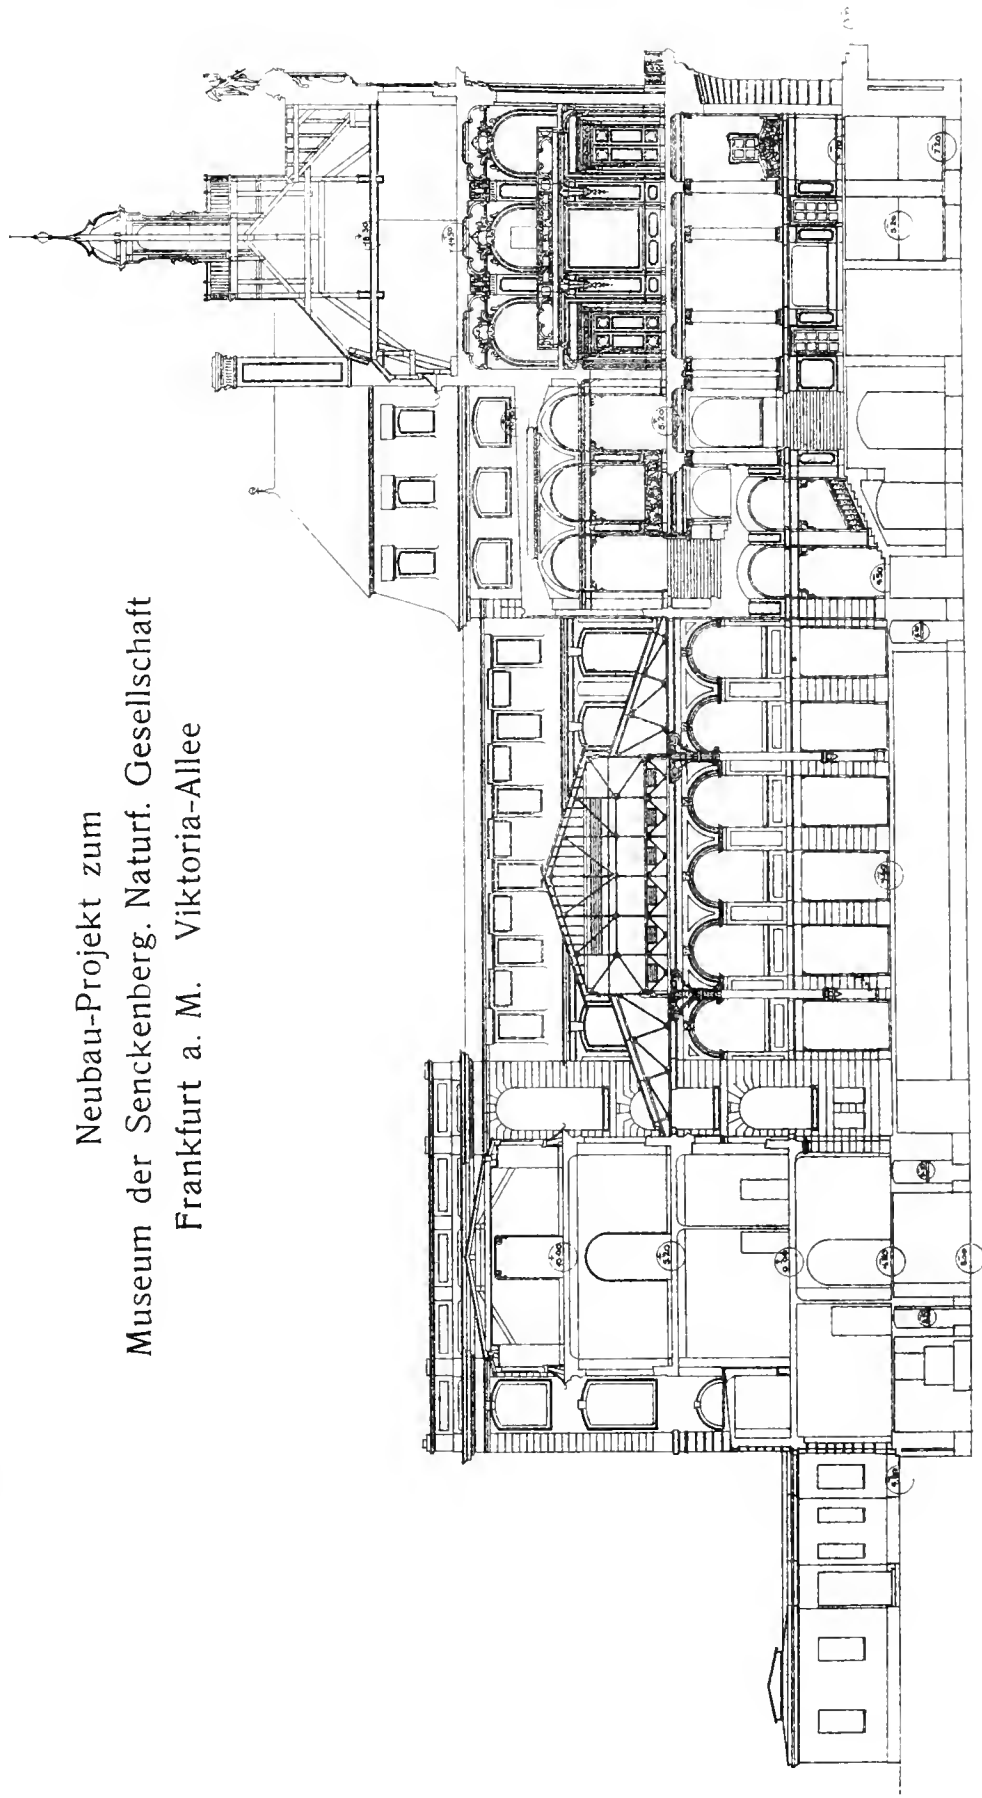 Neubau-Projekt zum
Museum der Senckenberg. Naturf. Gesellschaft
Frankfurt a. M. Viktoria-Allee